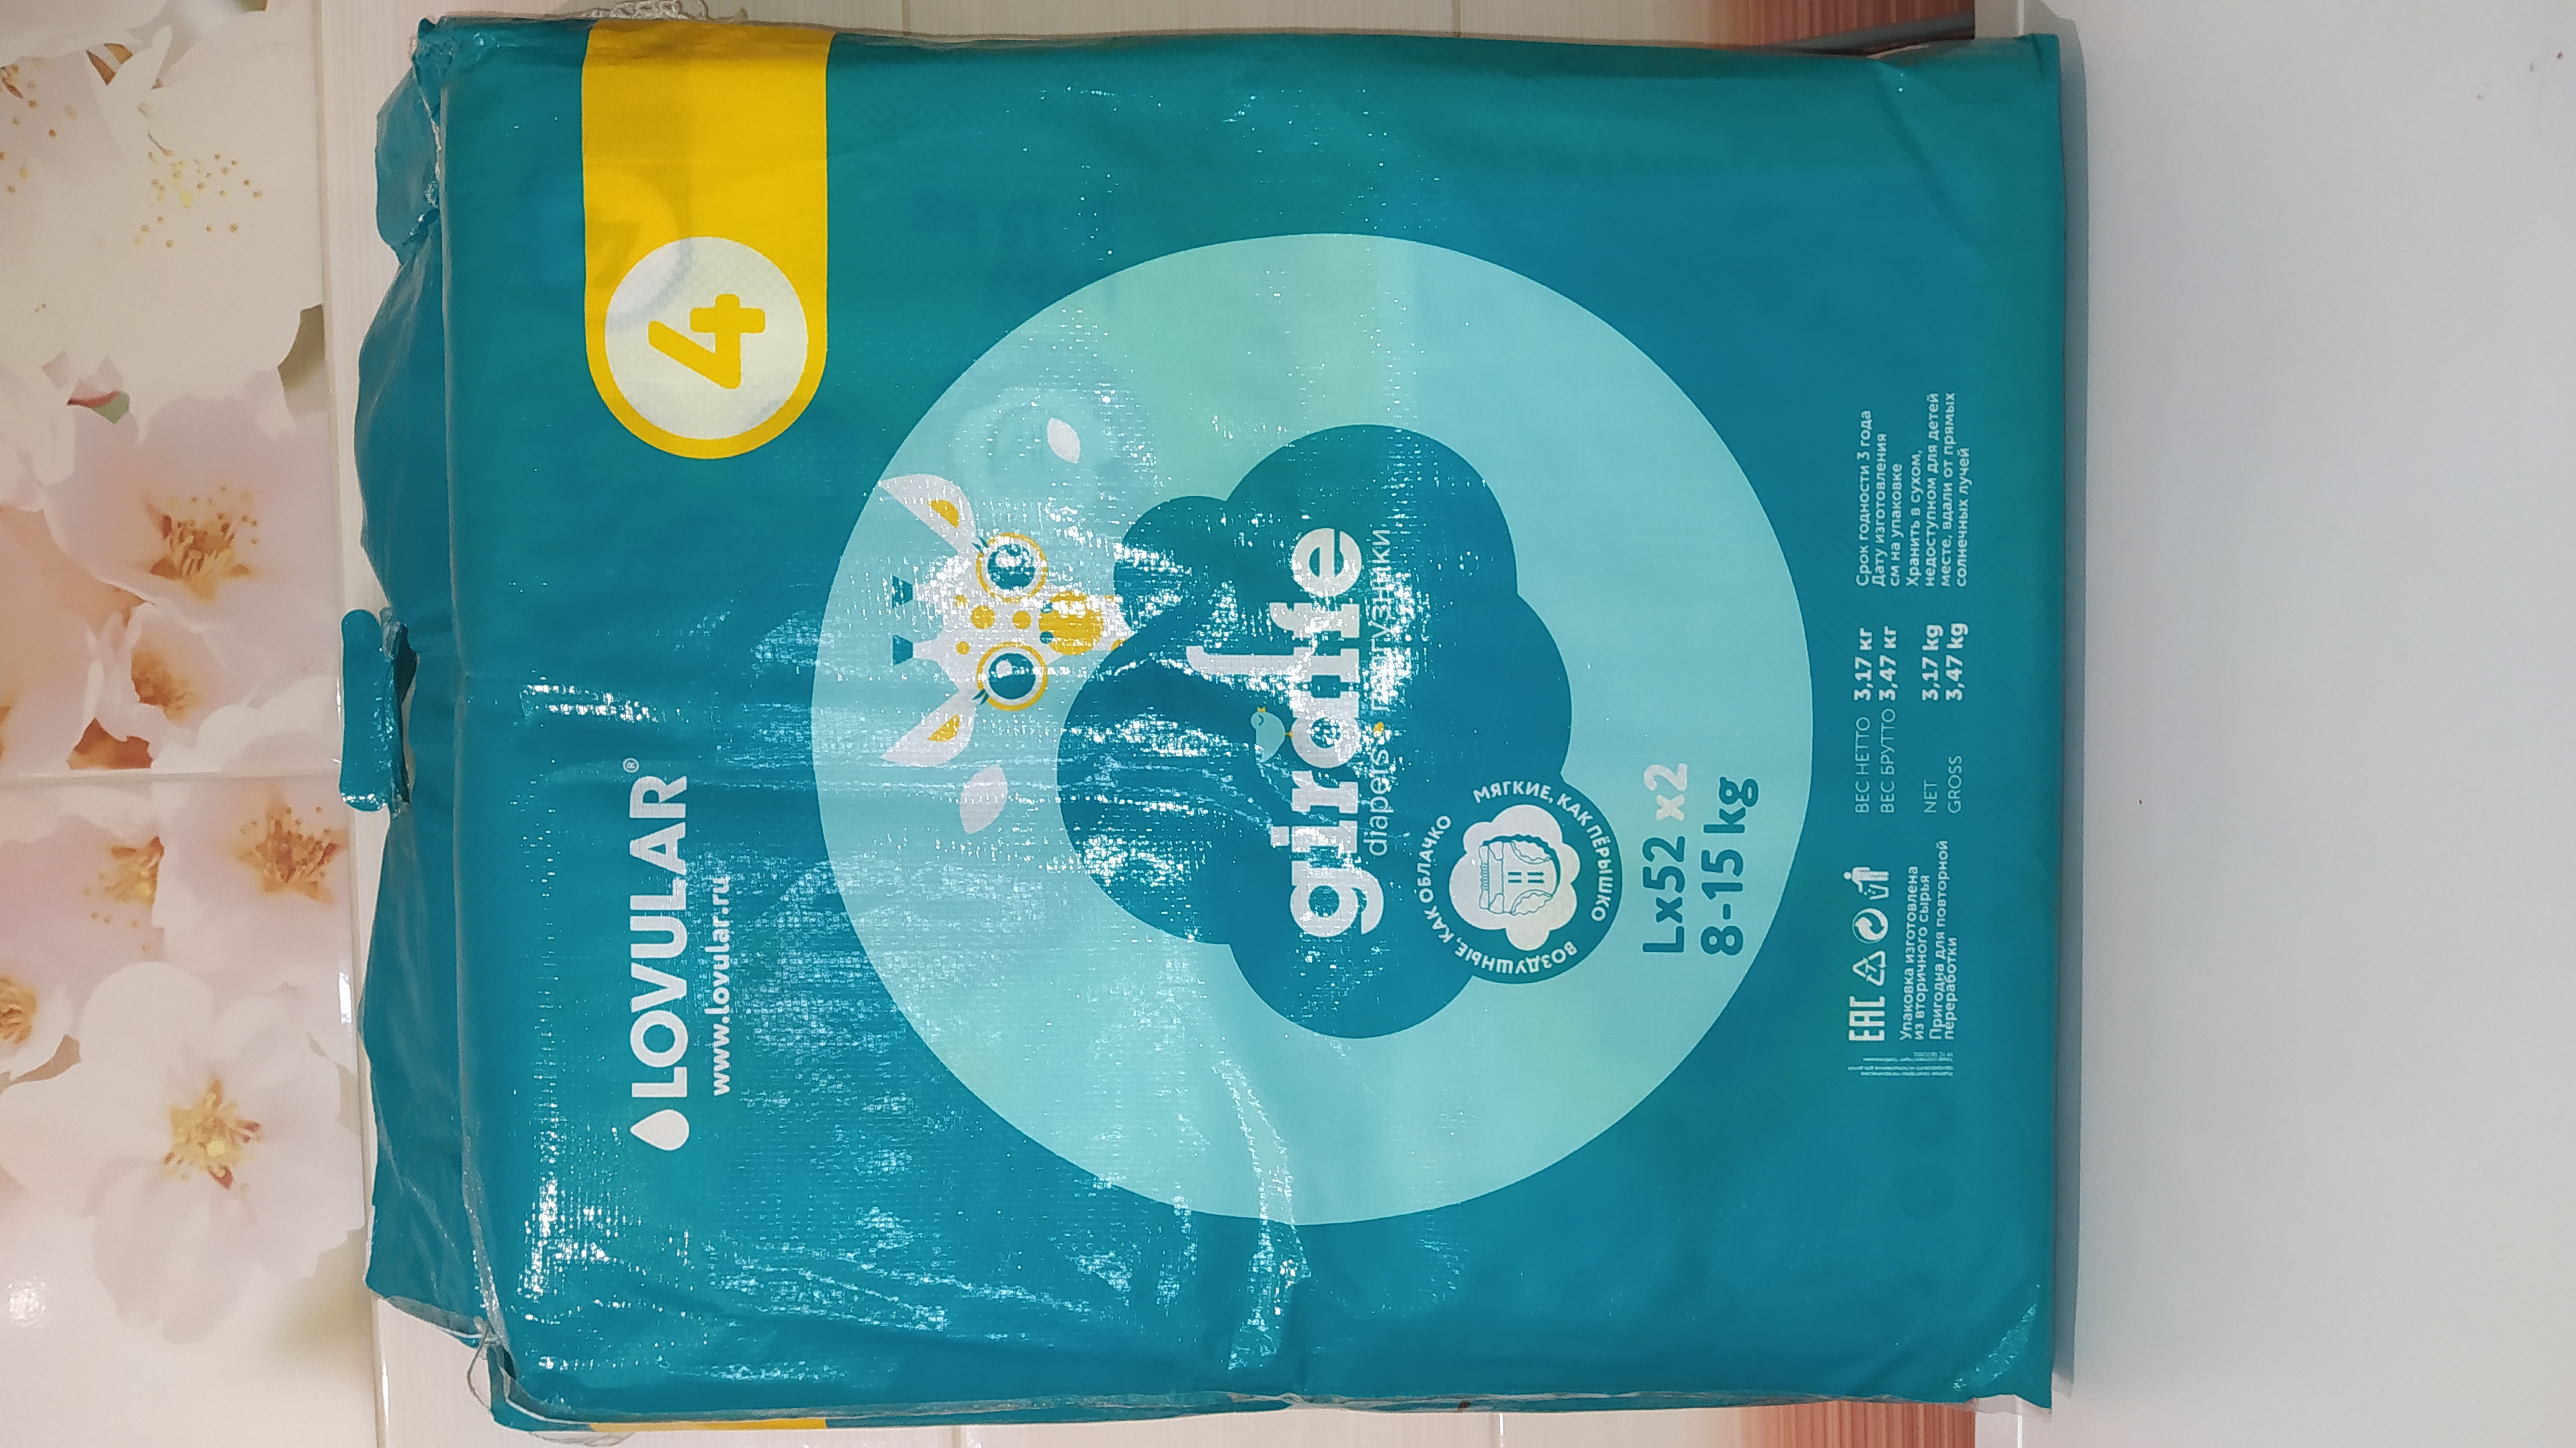 4
LOVULAR®
www.lovular.ru
giraffe
diapers подгузники
ВОЗДУШНЫЕ, КАК ОБЛАЧКО
МЯГКИЕ, КАК ПЁРЫШКО
Lx52 x2
8-15 kg
EAC
Упаковка изготовлена
из вторичного сырья
Пригодна для повторной
переработки
ВЕС НЕТТО 3,17 кг
ВЕС БРУТТО 3,47 кг
NET 3,17 kg
GROSS 3,47 kg
Срок годности 3 года
Дату изготовления
см на упаковке
Хранить в сухом,
недоступном для детей
месте, вдали от прямых
солнечных лучей